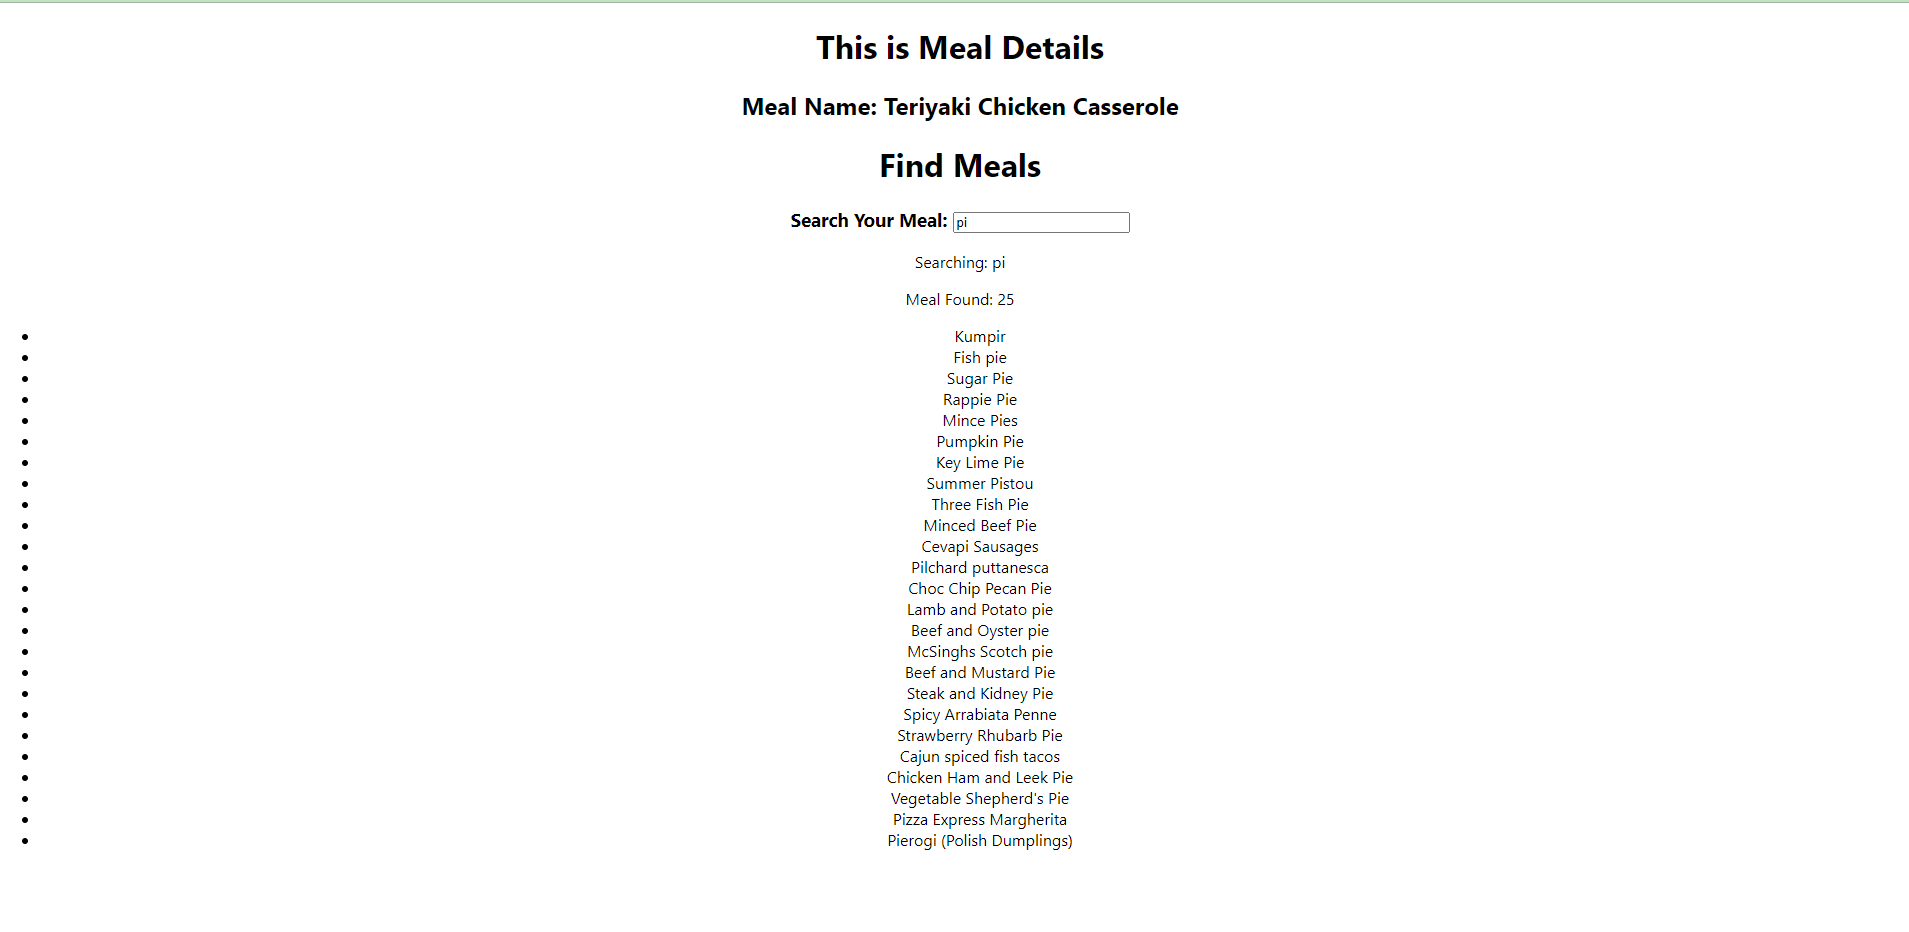 This is Meal Details
Meal Name: Teriyaki Chicken Casserole
Find Meals
Search Your Meal: pi
Searching: pi
Meal Found: 25
Kumpir
Fish pie
Sugar Pie
Rappie Pie
Mince Pies
Pumpkin Pie
Key Lime Pie
Summer Pistou
Three Fish Pie
Minced Beef Pie
Cevapi Sausages
Pilchard puttanesca
Choc Chip Pecan Pie
Lamb and Potato pie
Beef and Oyster pie
McSinghs Scotch pie
Beef and Mustard Pie
Steak and Kidney Pie
Spicy Arrabiata Penne
Strawberry Rhubarb Pie
Cajun spiced fish tacos
Chicken Ham and Leek Pie
Vegetable Shepherd's Pie
Pizza Express Margherita
Pierogi (Polish Dumplings)